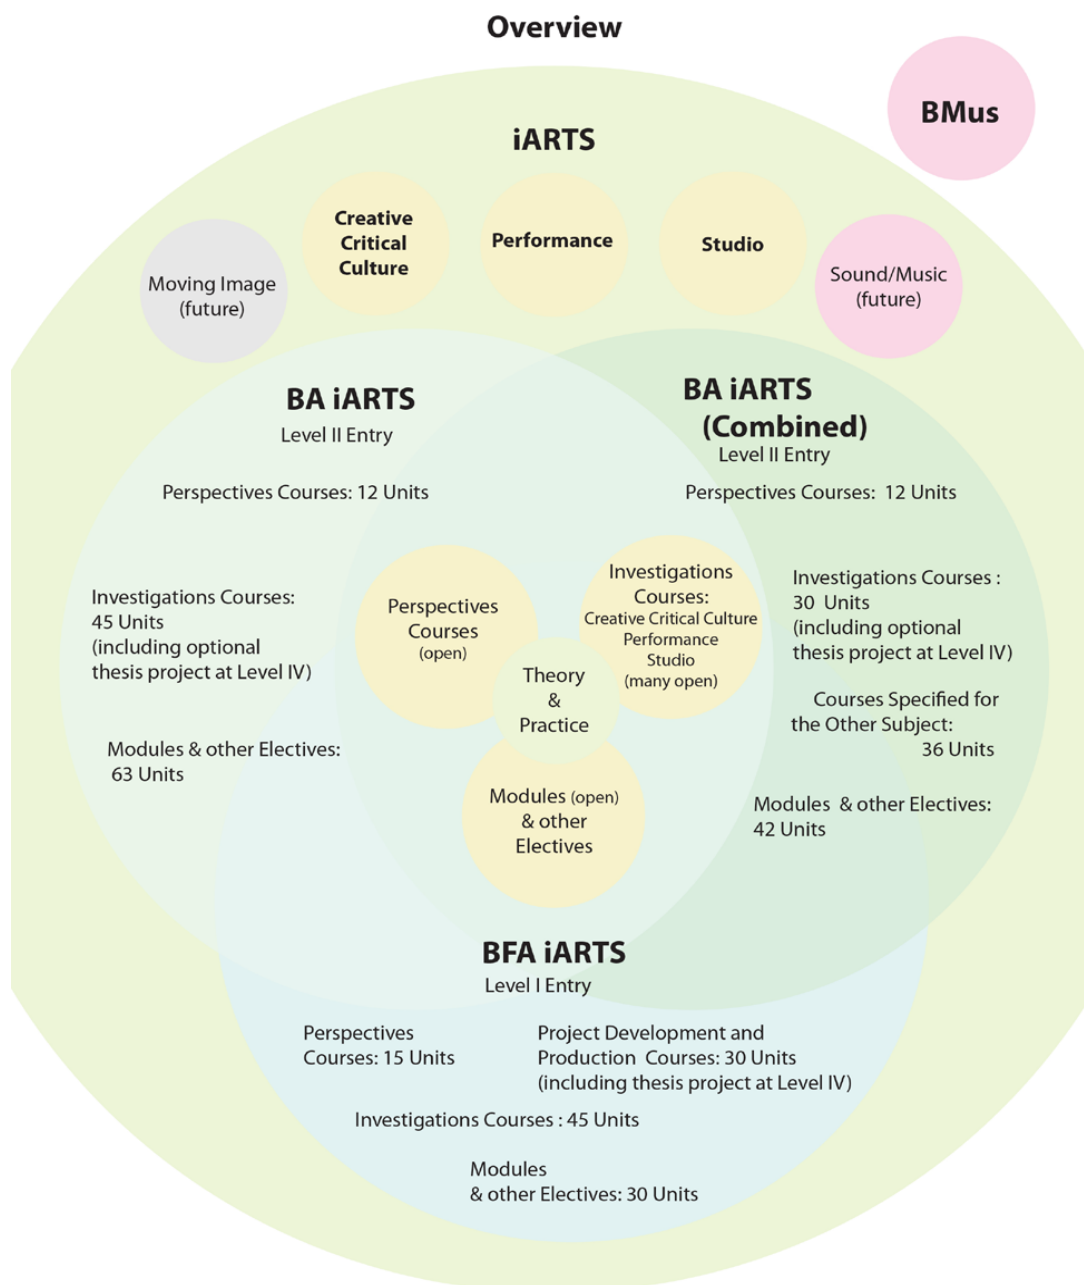 Overview
BMus
iARTS
Creative
Critical
Culture
Performance
Studio
Moving Image
(future)
Sound/Music
(future)
BA iARTS
Level II Entry
Perspectives Courses: 12 Units
Investigations Courses:
45 Units
(including optional
thesis project at Level IV)
Modules & other Electives:
63 Units
BA iARTS
(Combined)
Level II Entry
Perspectives Courses:  12 Units
Investigations Courses :
30  Units
(including optional
thesis project at Level IV)
Courses Specified for
the Other Subject:
36 Units
Modules  & other Electives:
42 Units
Perspectives
Courses
(open)
Investigations
Courses:
Creative Critical Culture
Performance
Studio
(many open)
Theory
&
Practice
Modules (open)
& other
Electives
BFA iARTS
Level I Entry
Perspectives
Courses: 15 Units
Project Development and
Production  Courses: 30 Units
(including thesis project at Level IV)
Investigations Courses : 45 Units
Modules
& other Electives: 30 Units